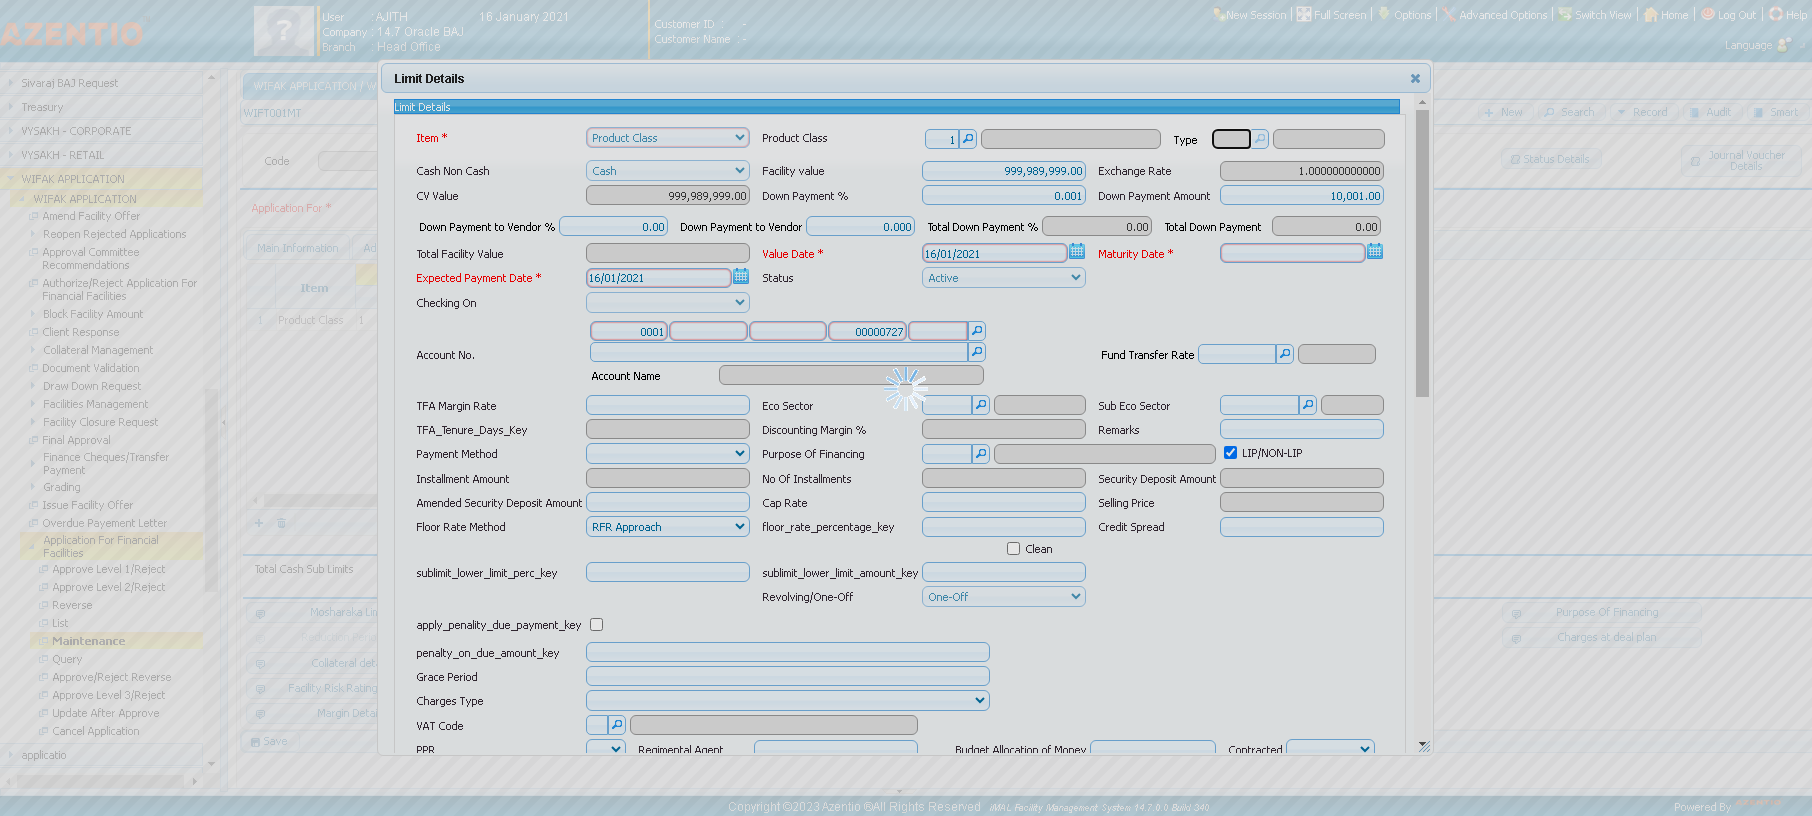 AZENTIO
User : AJITH 16 January 2021
Company : 14.7 Oracle BAJ
Branch : Head Office
Customer ID : -
Customer Name : -
New Session | Full Screen | Options | Advanced Options | Switch View | Home | Log Out | Help
Language
Sivaraj BAJ Request
Treasury
VYSAKH - CORPORATE
VYSAKH - RETAIL
WIFAK APPLICATION
WIFAK APPLICATION
Amend Facility Offer
Reopen Rejected Applications
Approval Committee
Recommendations
Authorize/Reject Application For
Financial Facilities
Block Facility Amount
Client Response
Collateral Management
Document Validation
Draw Down Request
Facilities Management
Facility Closure Request
Final Approval
Finance Cheques/Transfer
Payment
Grading
Issue Facility Offer
Overdue Payement Letter
Application For Financial
Facilities
Approve Level 1/Reject
Approve Level 2/Reject
Reverse
List
Maintenance
Query
Approve/Reject Reverse
Approve Level 3/Reject
Update After Approve
Cancel Application
applicatio
WIFAK APPLICATION / W
WIFT001MT
New Search Record Audit Smart
Code
Status Details
Journal Voucher
Details
Application For *
Main Information Ad
Item
1 Product Class 1
Total Cash Sub Limits
Mosharaka Lim
Collateral deta
Facility Risk Rating
Margin Detai
Save
Purpose Of Financing
Charges at deal plan
Limit Details
Limit Details
Item * Product Class Product Class 1 Type
Cash Non Cash Cash Facility value 999,989,999.00 Exchange Rate 1.000000000000
CV Value 999,989,999.00 Down Payment % 0.001 Down Payment Amount 10,001.00
Down Payment to Vendor % 0.00 Down Payment to Vendor 0.000 Total Down Payment % 0.00 Total Down Payment 0.00
Total Facility Value Value Date * 16/01/2021 Maturity Date *
Expected Payment Date * 16/01/2021 Status Active
Checking On
0001 00000727
Account No. Fund Transfer Rate
Account Name
TFA Margin Rate Eco Sector Sub Eco Sector
TFA_Tenure_Days_Key Discounting Margin % Remarks
Payment Method Purpose Of Financing LIP/NON-LIP
Installment Amount No Of Installments Security Deposit Amount
Amended Security Deposit Amount Cap Rate Selling Price
Floor Rate Method RFR Approach floor_rate_percentage_key Credit Spread
Clean
sublimit_lower_limit_perc_key sublimit_lower_limit_amount_key
Revolving/One-Off One-Off
apply_penality_due_payment_key
penalty_on_due_amount_key
Grace Period
Charges Type
VAT Code
PPR Regimental Agent Budget Allocation of Money Contracted
Copyright ©2023 Azentio ®All Rights Reserved IMAL Facility Management System 14.7.0.0 Build 340
Powered By AZENTIO